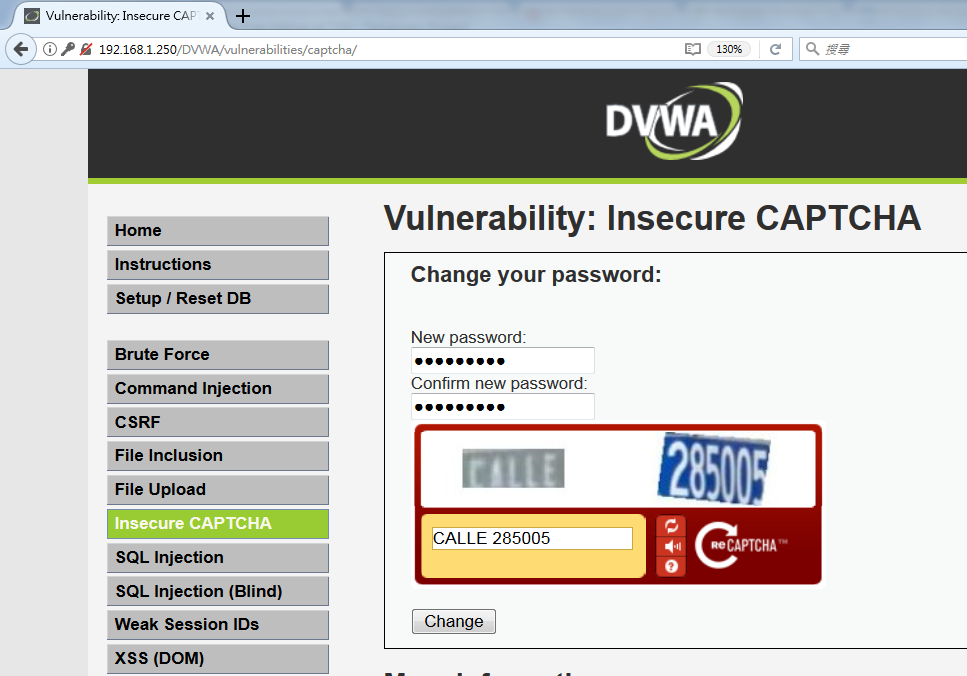 Vulnerability: Insecure CAP
192.168.1.250/DVWA/vulnerabilities/captcha/
130%
搜尋
DVWA
Home
Instructions
Setup / Reset DB
Brute Force
Command Injection
CSRF
File Inclusion
File Upload
Insecure CAPTCHA
SQL Injection
SQL Injection (Blind)
Weak Session IDs
XSS (DOM)
Vulnerability: Insecure CAPTCHA
Change your password:
New password:
Confirm new password:
CALLE 285005
CALLE 285005
reCAPTCHA™
Change